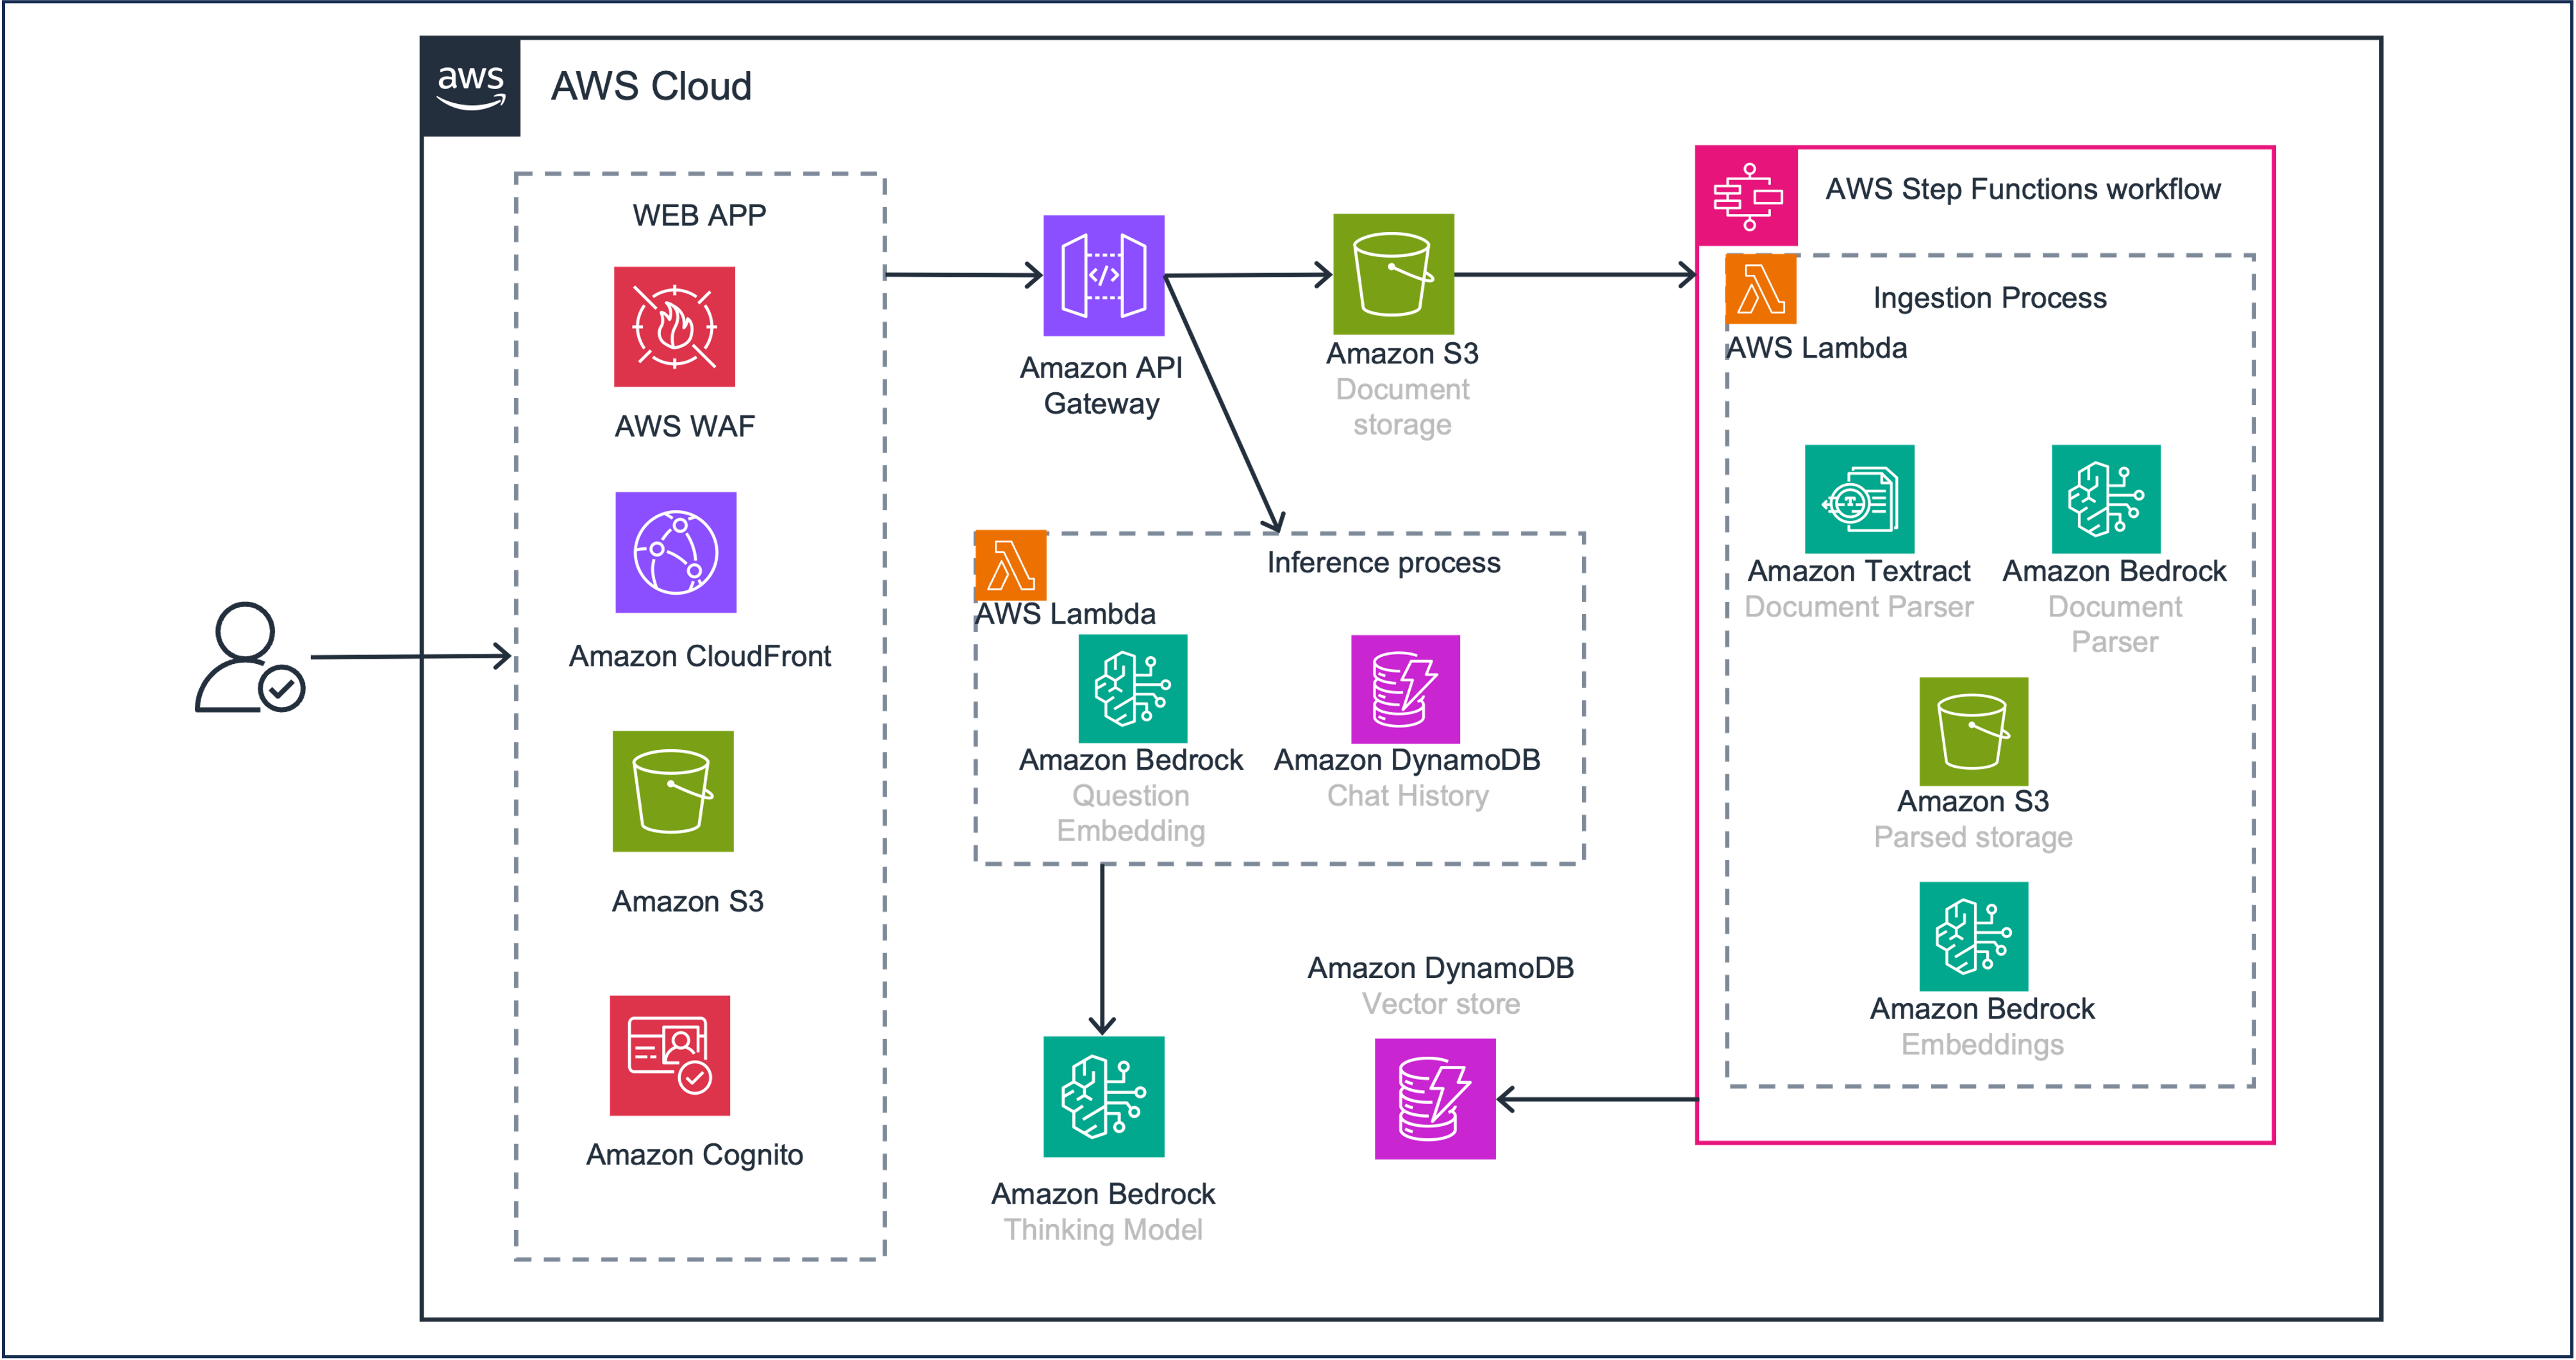 aws
AWS Cloud
WEB APP
AWS WAF
Amazon CloudFront
Amazon S3
Amazon Cognito
Amazon API
Gateway
Amazon S3
Document
storage
Inference process
AWS Lambda
Amazon Bedrock
Question
Embedding
Amazon DynamoDB
Chat History
Amazon Bedrock
Thinking Model
Amazon DynamoDB
Vector store
AWS Step Functions workflow
Ingestion Process
AWS Lambda
Amazon Textract
Document Parser
Amazon Bedrock
Document
Parser
Amazon S3
Parsed storage
Amazon Bedrock
Embeddings